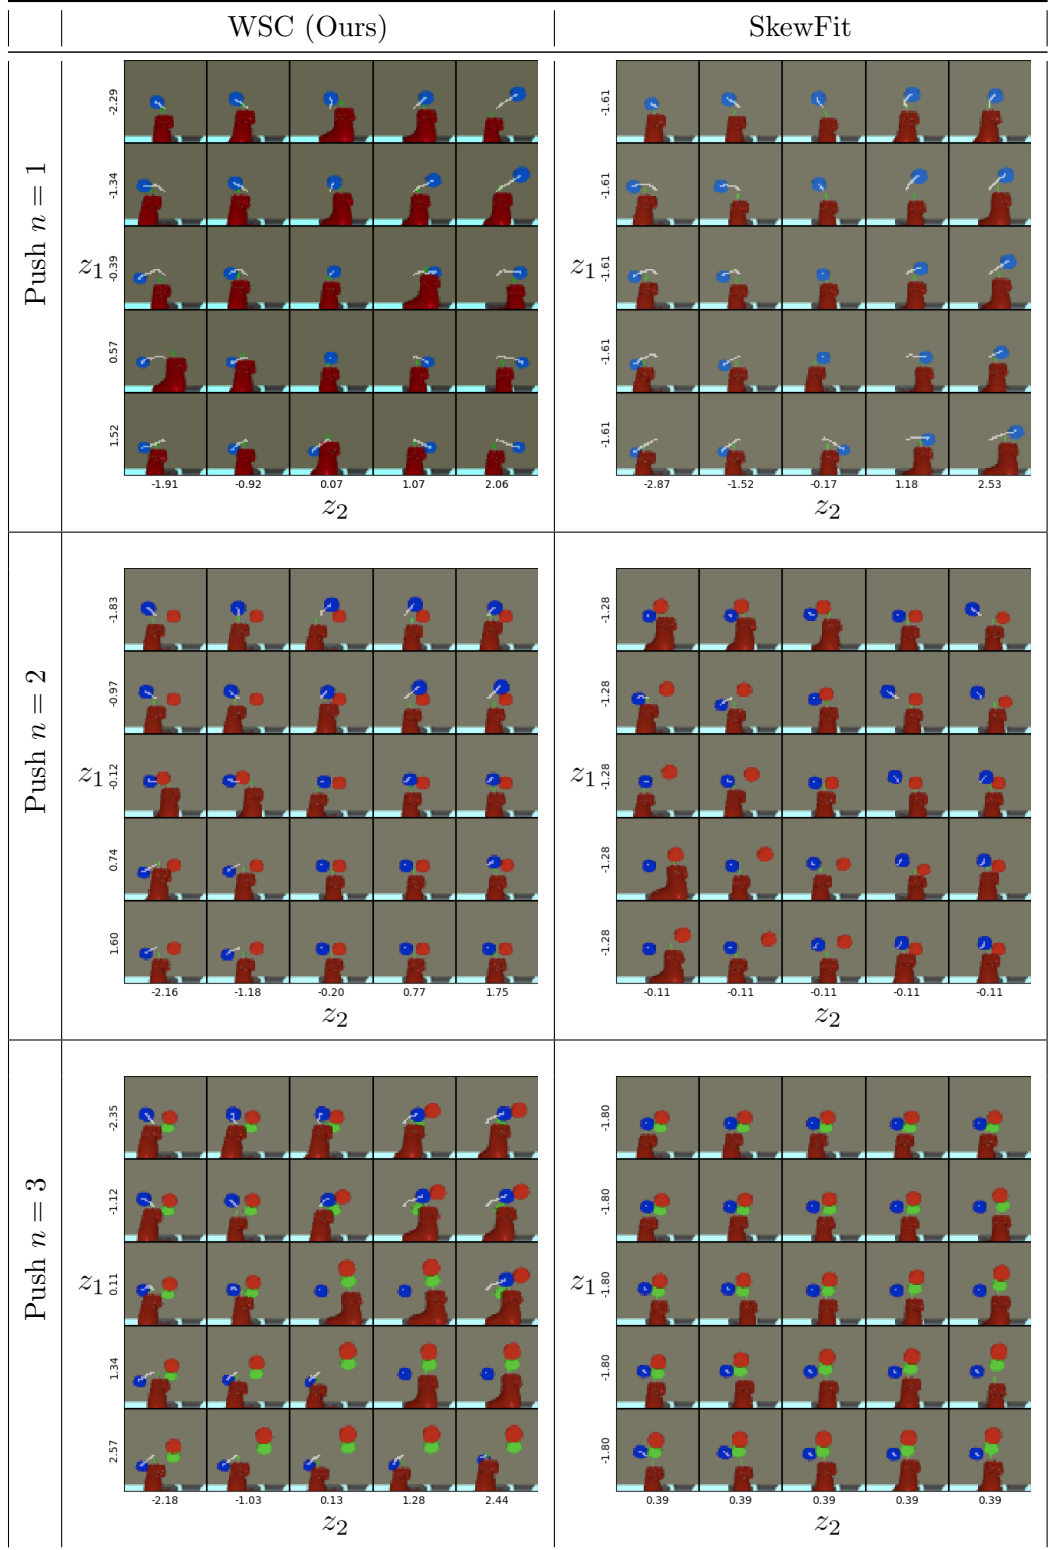 WSC (Ours) SkewFit
Push n = 1
z₁
-2.29
-1.34
-0.39
0.57
1.52
-1.91 -0.92 0.07 1.07 2.06
z₂
z₁
-1.61
-1.61
-1.61
-1.61
-1.61
-2.87 -1.52 -0.17 1.18 2.53
z₂
Push n = 2
z₁
-1.83
-0.97
-0.12
0.74
1.60
-2.16 -1.18 -0.20 0.77 1.75
z₂
z₁
-1.28
-1.28
-1.28
-1.28
-1.28
-0.11 -0.11 -0.11 -0.11 -0.11
z₂
Push n = 3
z₁
-2.35
-1.12
0.11
1.34
2.57
-2.18 -1.03 0.13 1.28 2.44
z₂
z₁
-1.80
-1.80
-1.80
-1.80
-1.80
0.39 0.39 0.39 0.39 0.39
z₂